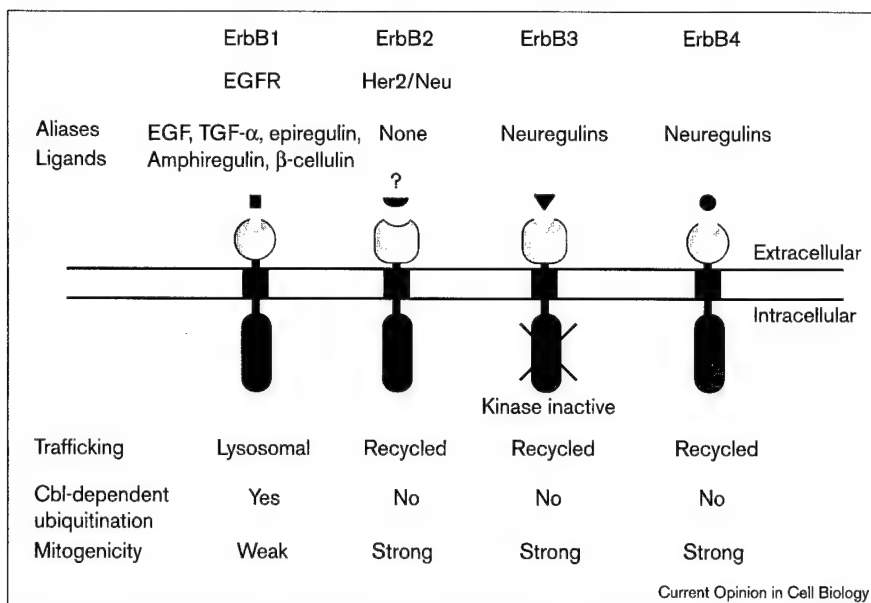 ErbB1 ErbB2 ErbB3 ErbB4
EGFR Her2/Neu
Aliases EGF, TGF-α, epiregulin, None Neuregulins Neuregulins
Ligands Amphiregulin, β-cellulin
?
Extracellular
Intracellular
Kinase inactive
Trafficking Lysosomal Recycled Recycled Recycled
Cbl-dependent Yes No No No
ubiquitination
Mitogenicity Weak Strong Strong Strong
Current Opinion in Cell Biology